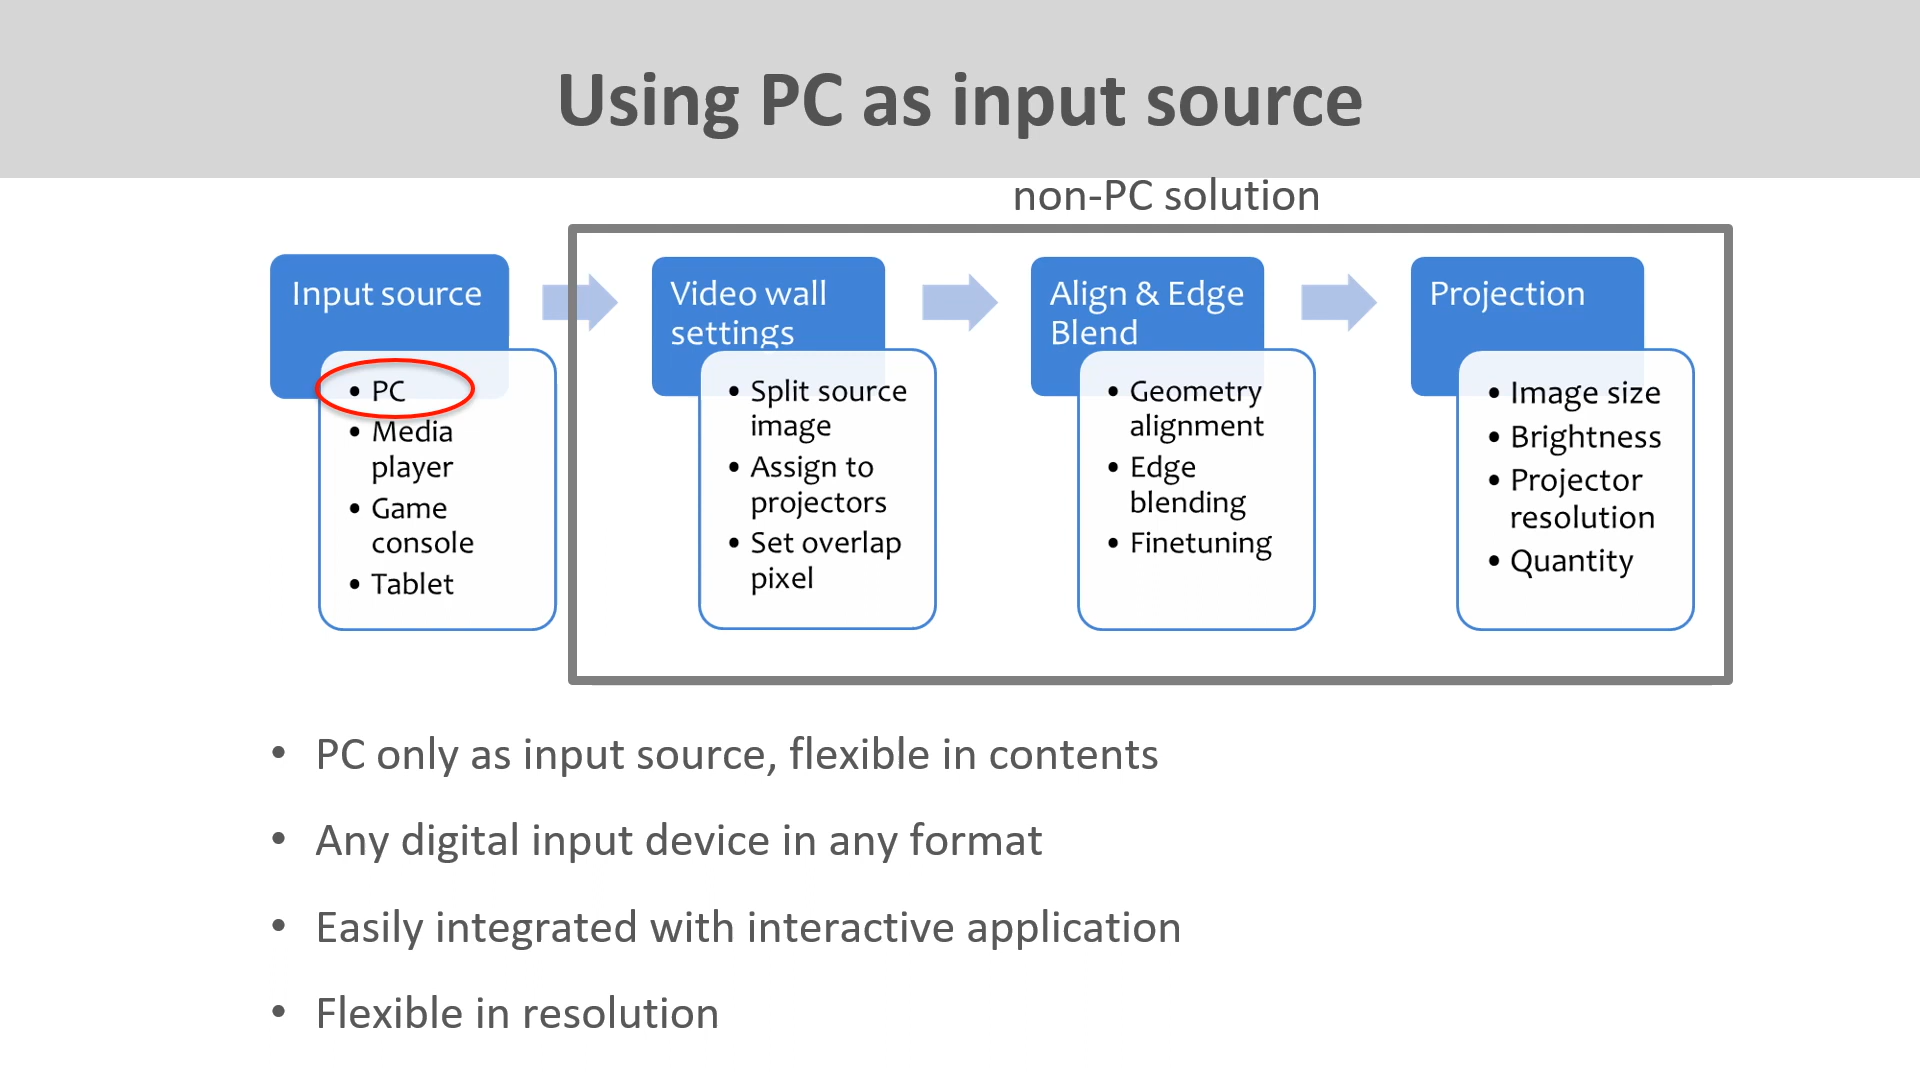 Using PC as input source
non-PC solution
Input source
• PC
• Media
player
• Game
console
• Tablet
Video wall
settings
• Split source
image
• Assign to
projectors
• Set overlap
pixel
Align & Edge
Blend
• Geometry
alignment
• Edge
blending
• Finetuning
Projection
• Image size
• Brightness
• Projector
resolution
• Quantity
• PC only as input source, flexible in contents
• Any digital input device in any format
• Easily integrated with interactive application
• Flexible in resolution